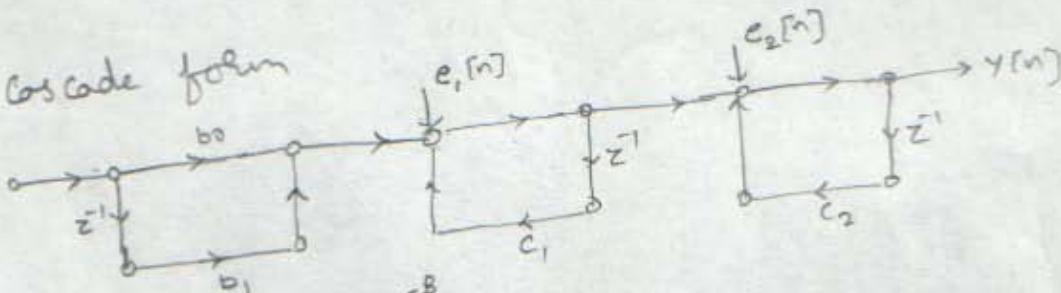 Cascade form
e₁[n]
e₂[n]
y[n]
b₀
z⁻¹
z⁻¹
z⁻¹
c₁
c₂
b₁
-B